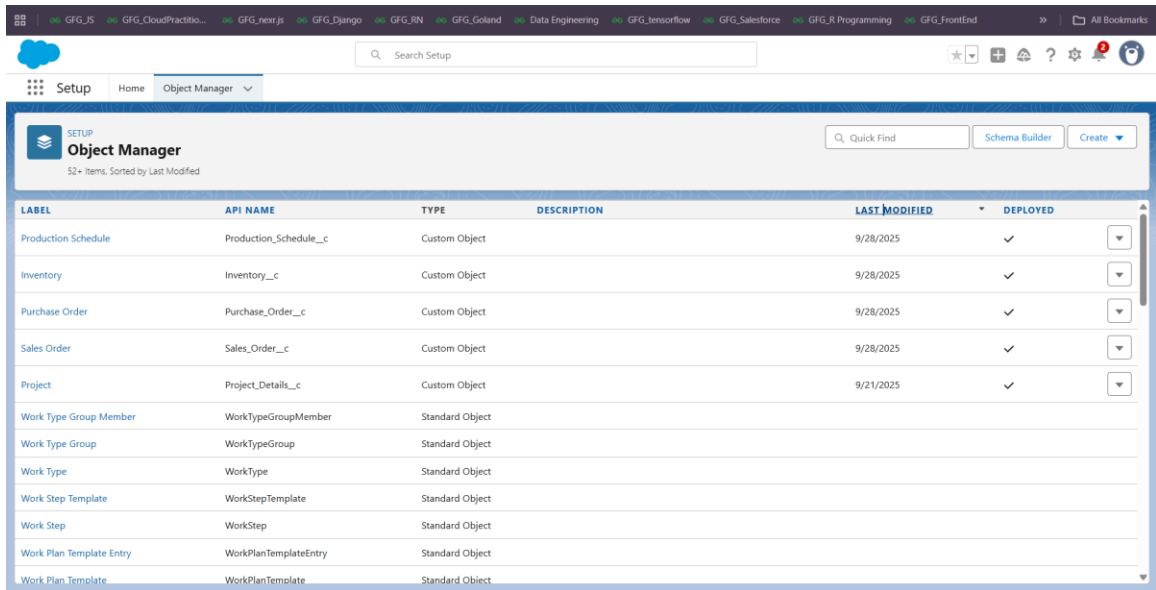 GFG_JS GFG_CloudPractitio... GFG_nexr.js GFG_Django GFG_RN GFG_Goland Data Engineering GFG_tensorflow GFG_Salesforce GFG_R Programming GFG_FrontEnd » All Bookmarks
Search Setup
2
Setup Home Object Manager
SETUP
Object Manager
52+ Items, Sorted by Last Modified
Quick Find Schema Builder Create
LABEL API NAME TYPE DESCRIPTION LAST MODIFIED DEPLOYED
Production Schedule Production_Schedule__c Custom Object 9/28/2025
Inventory Inventory__c Custom Object 9/28/2025
Purchase Order Purchase_Order__c Custom Object 9/28/2025
Sales Order Sales_Order__c Custom Object 9/28/2025
Project Project_Details__c Custom Object 9/21/2025
Work Type Group Member WorkTypeGroupMember Standard Object
Work Type Group WorkTypeGroup Standard Object
Work Type WorkType Standard Object
Work Step Template WorkStepTemplate Standard Object
Work Step WorkStep Standard Object
Work Plan Template Entry WorkPlanTemplateEntry Standard Object
Work Plan Template WorkPlanTemplate Standard Object